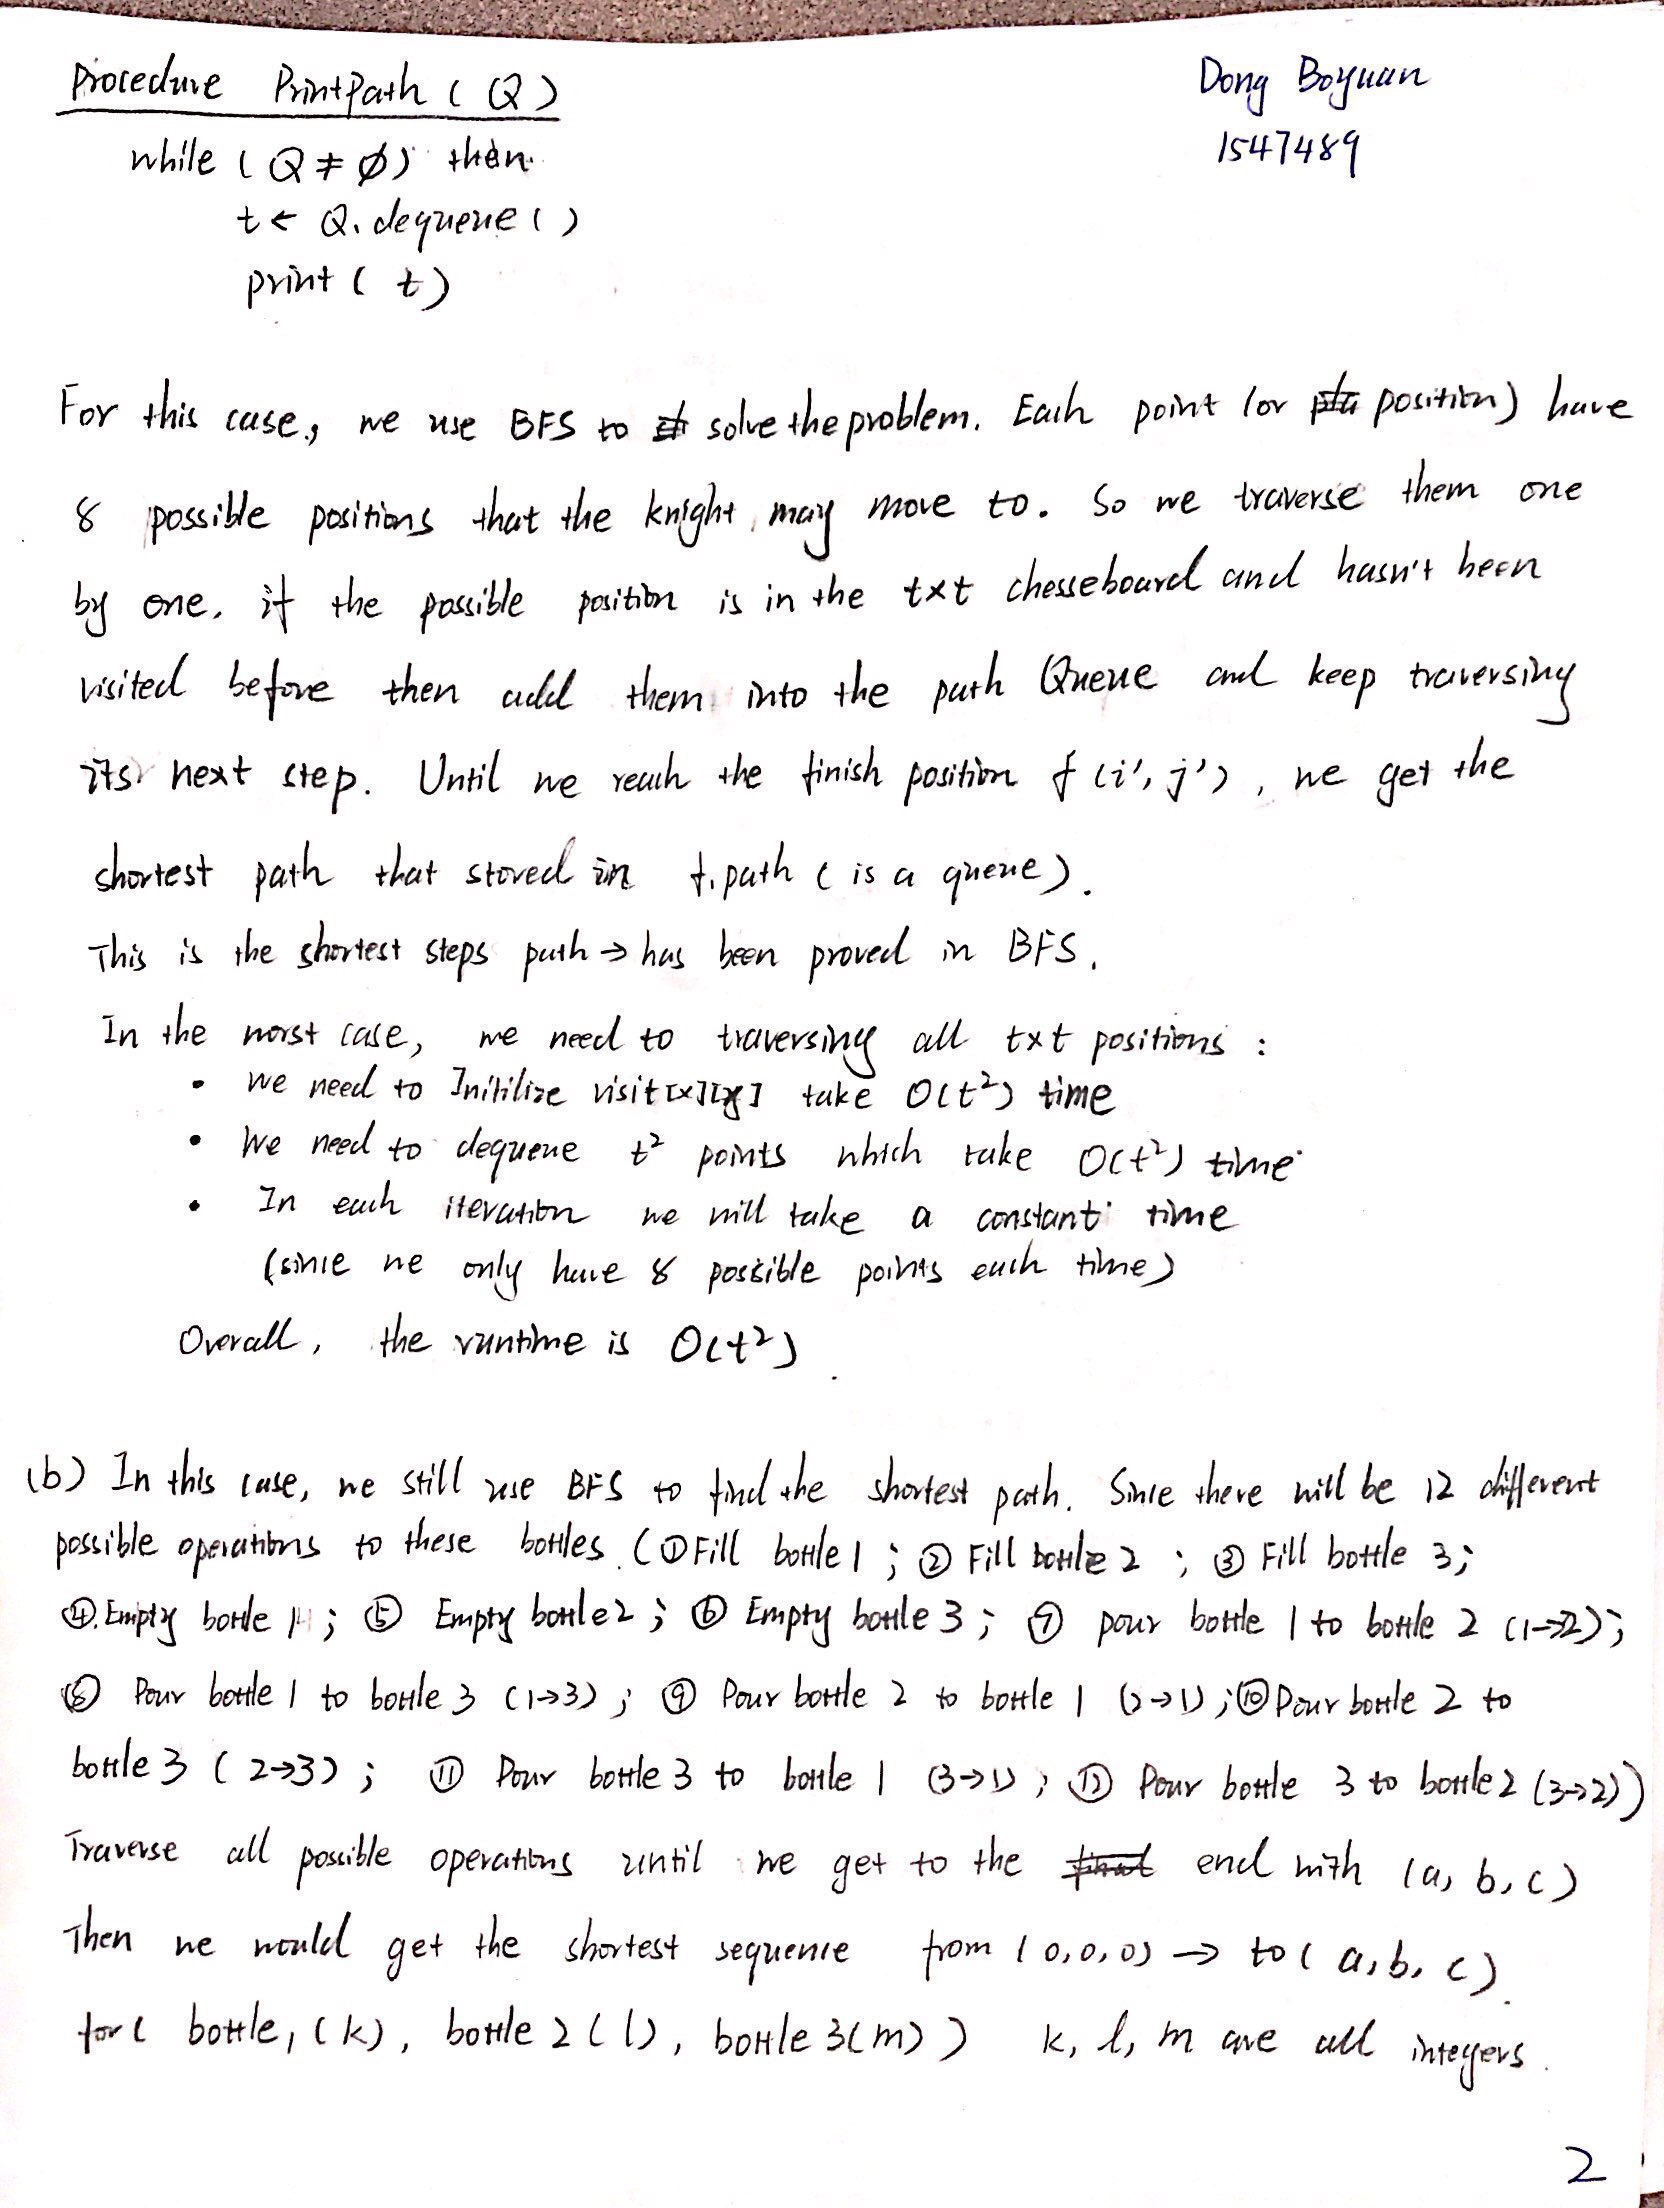 Procedure PrintPath (Q)
Dong Boyuan
1547489
while (Q ≠ ∅) then
t ← Q. dequeue ( )
print ( t )
For this case, we use BFS to solve the problem. Each point (or position) have
8 possible positions that the knight may move to. So we traverse them one
by one. if the possible position is in the txt chesseboard and hasn't been
visited before then add them into the path Queue and keep traversing
its next step. Until we reach the finish position f (i', j'), we get the
shortest path that stored in f.path ( is a queue).
This is the shortest steps path → has been proved in BFS.
In the worst case, we need to traversing all txt positions :
• We need to Initilize visit[x][y] take O(t²) time
• We need to dequeue t² points which take O(t²) time
• In each iteration we will take a constant time
(since we only have 8 possible points each time)
Overall, the runtime is O(t²)
(b) In this case, we still use BFS to find the shortest path. Since there will be 12 different
possible operations to these bottles. (① Fill bottle 1 ; ② Fill bottle 2 ; ③ Fill bottle 3;
④. Empty bottle 1 ; ⑤ Empty bottle 2 ; ⑥ Empty bottle 3 ; ⑦ pour bottle 1 to bottle 2 (1→2);
⑧ Pour bottle 1 to bottle 3 (1→3) ; ⑨ Pour bottle 2 to bottle 1 (2→1) ; ⑩ Pour bottle 2 to
bottle 3 ( 2→3) ; ⑪ Pour bottle 3 to bottle 1 (3→1) ; ⑫ Pour bottle 3 to bottle 2 (3→2))
Traverse all possible operations until we get to the end with (a, b, c)
Then we would get the shortest sequence from (0,0,0) → to ( a, b, c).
for( bottle, (k), bottle 2 (l), bottle 3(m) ) k, l, m are all integers.
2